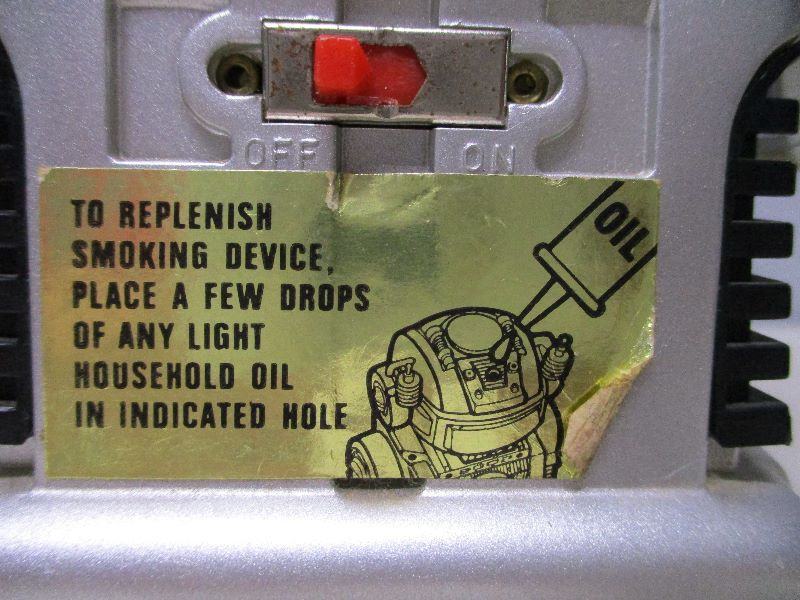 OFF ON
TO REPLENISH
SMOKING DEVICE,
PLACE A FEW DROPS
OF ANY LIGHT
HOUSEHOLD OIL
IN INDICATED HOLE
OIL